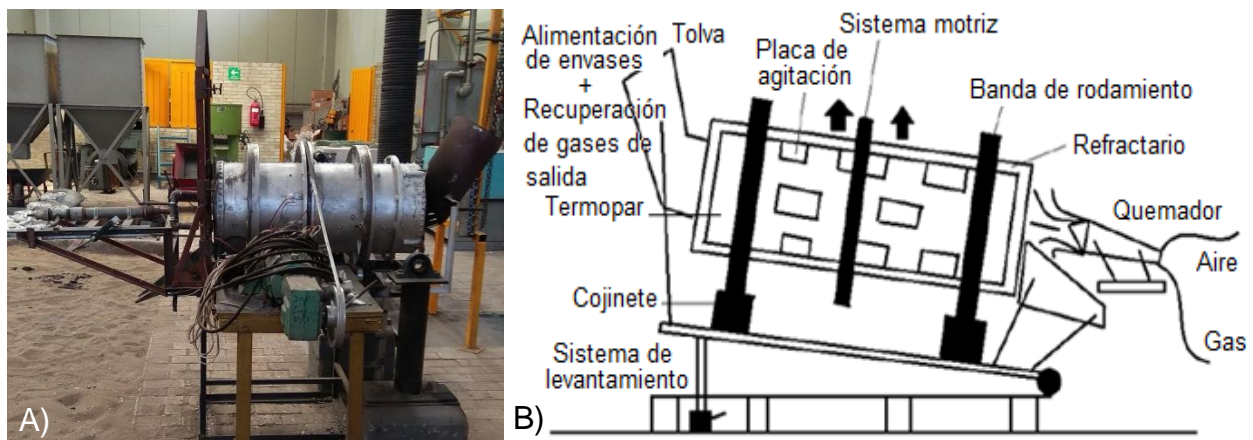 A)
Alimentación
de envases
+
Recuperación
de gases de
salida
Termopar
Tolva
Placa de
agitación
Sistema motriz
Banda de rodamiento
Refractario
Quemador
Aire
Gas
Cojinete
Sistema de
levantamiento
B)